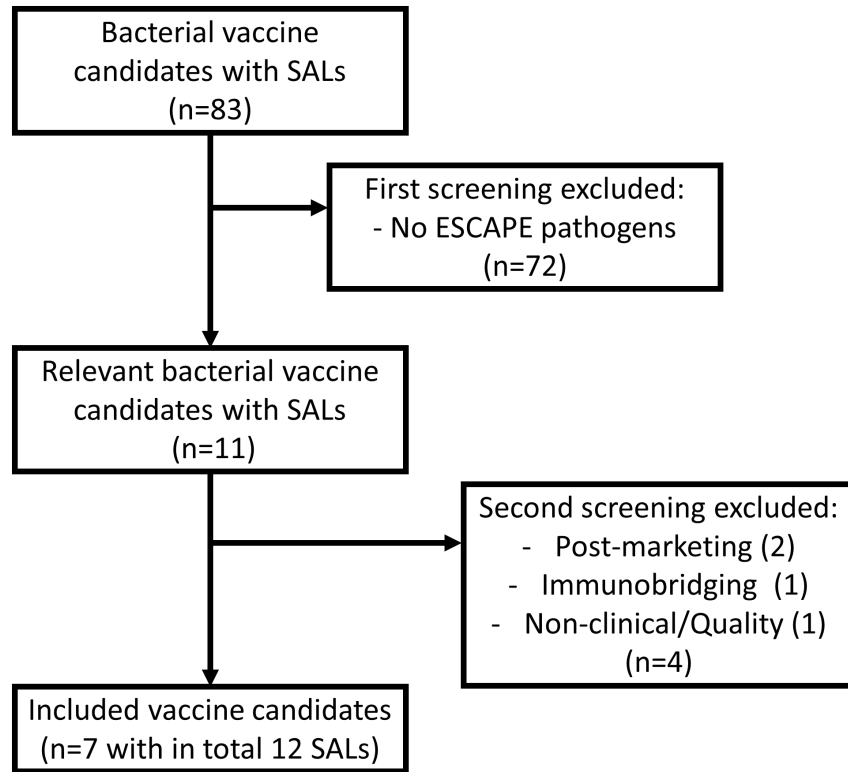 Bacterial vaccine
candidates with SALs
(n=83)
First screening excluded:
- No ESCAPE pathogens
(n=72)
Relevant bacterial vaccine
candidates with SALs
(n=11)
Second screening excluded:
- Post-marketing (2)
- Immunobridging (1)
- Non-clinical/Quality (1)
(n=4)
Included vaccine candidates
(n=7 with in total 12 SALs)